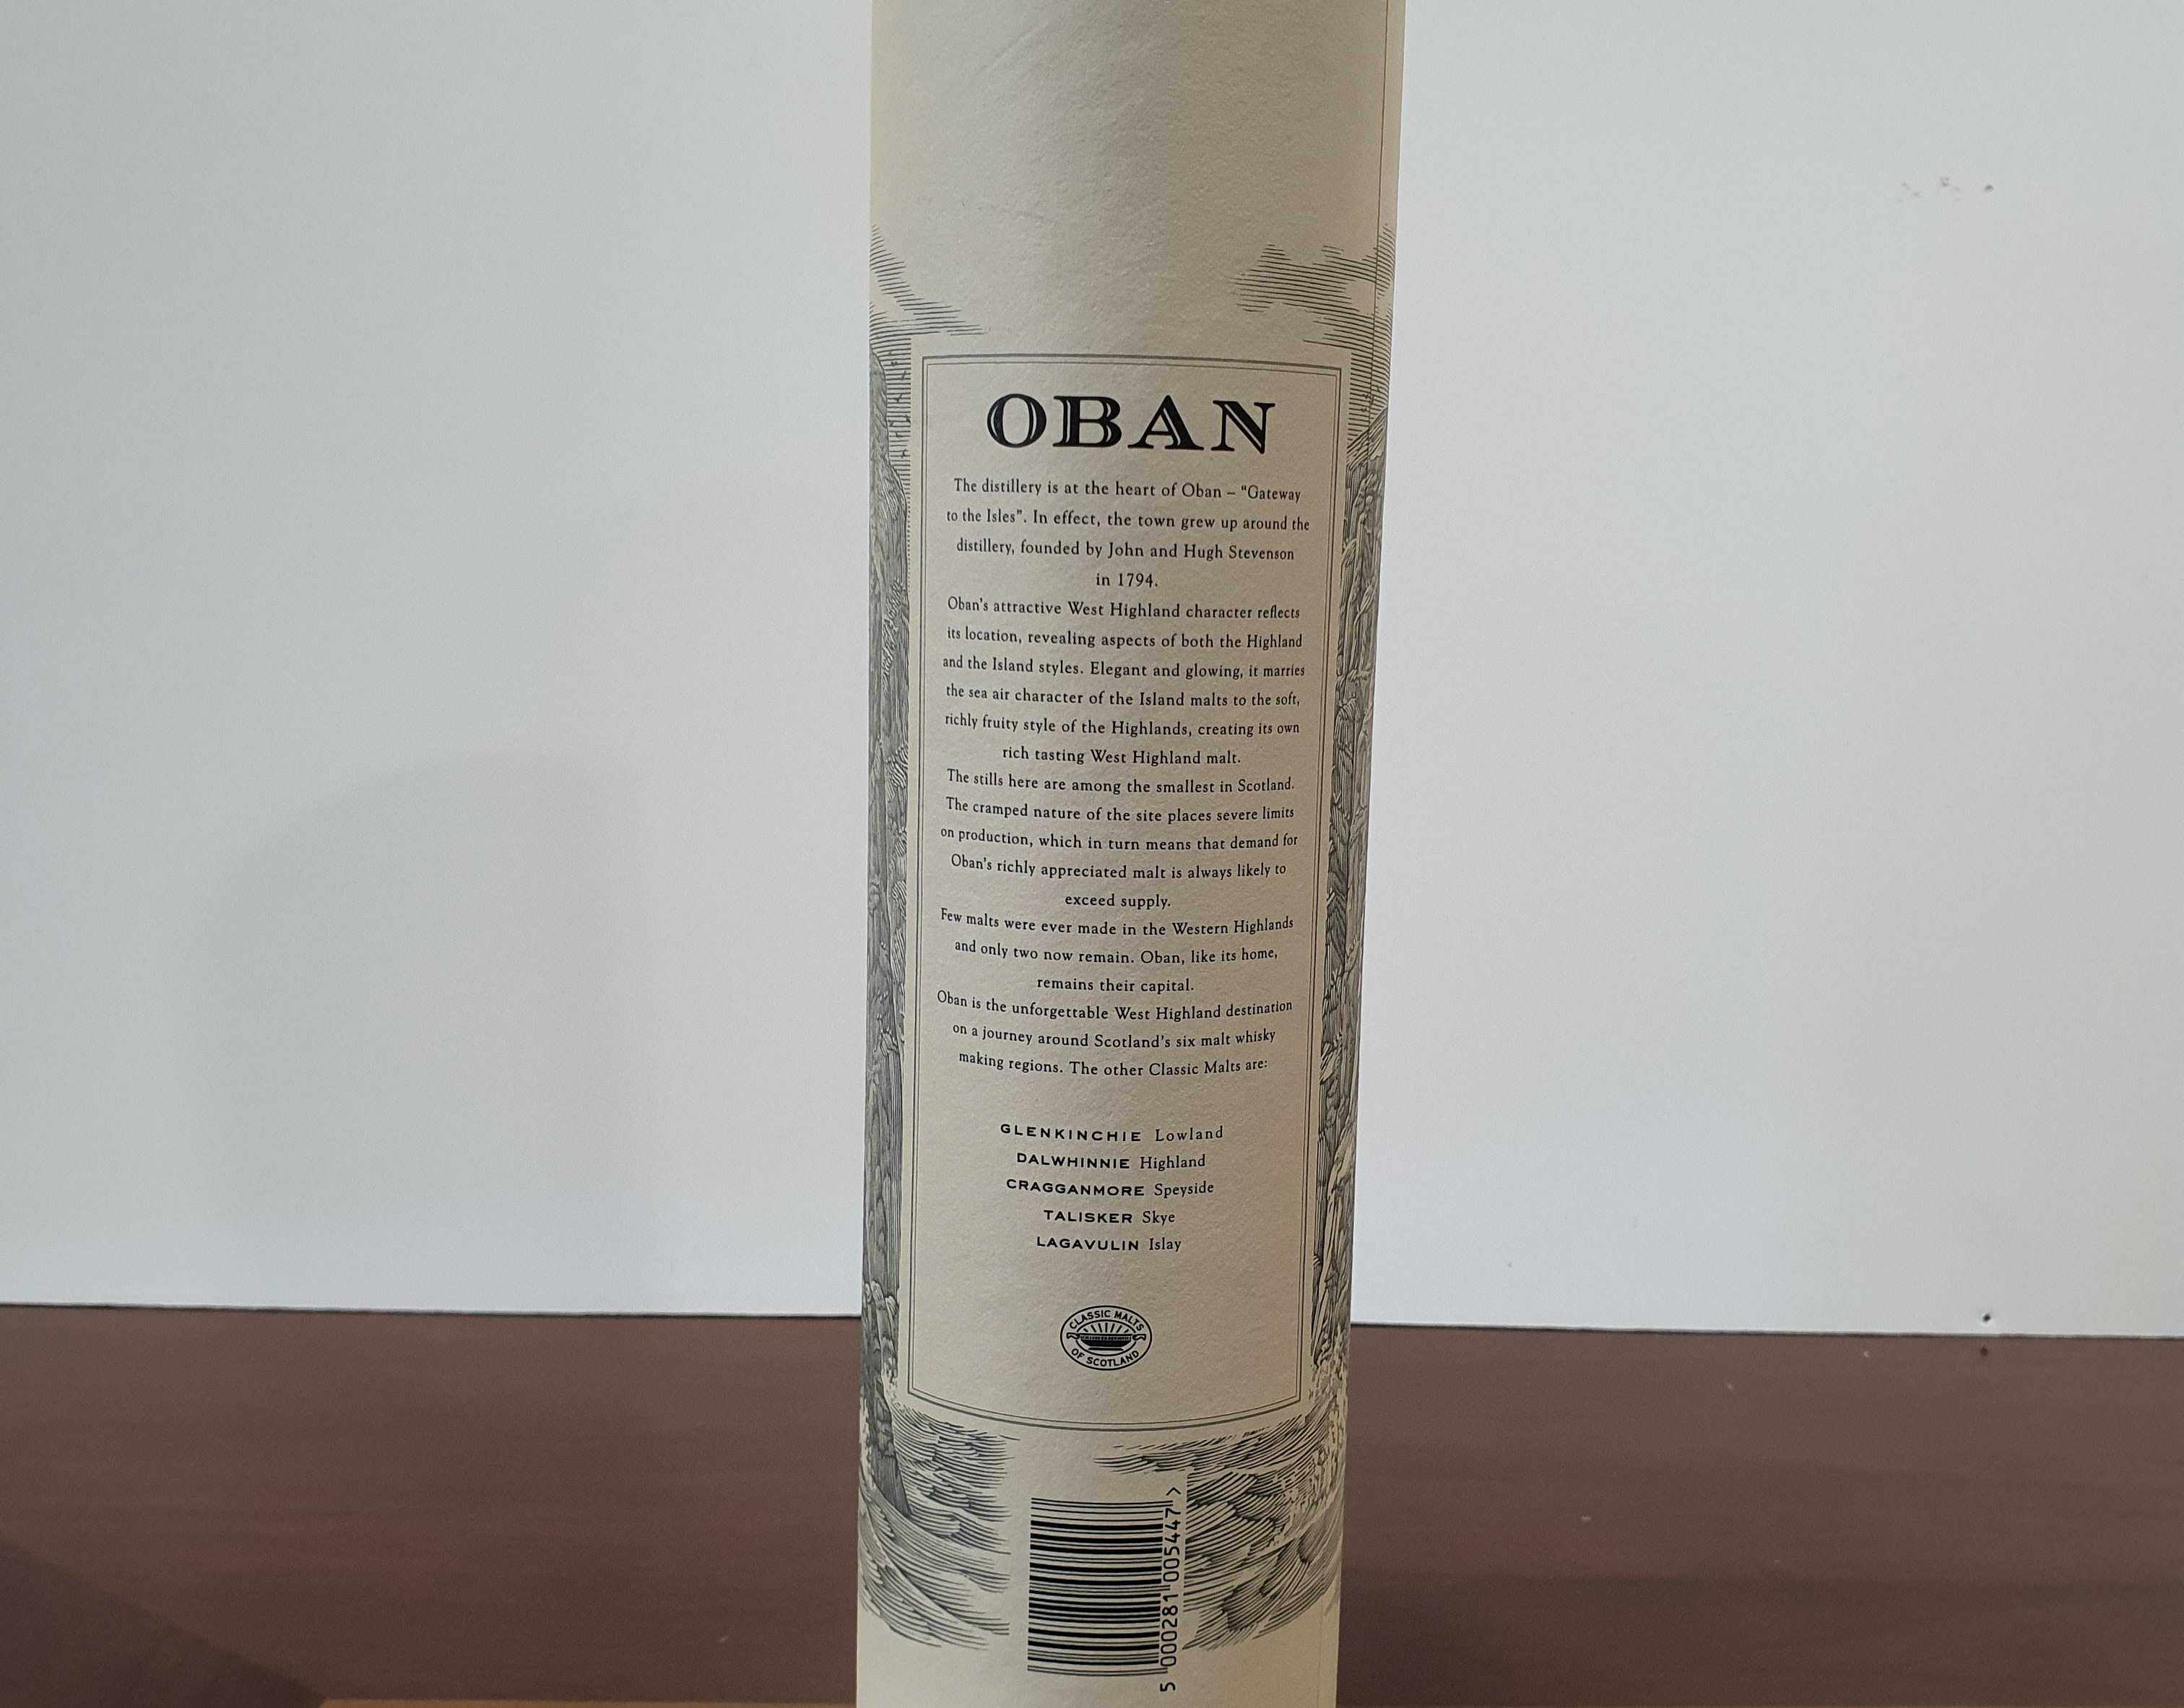 OBAN
The distillery is at the heart of Oban – “Gateway
to the Isles”. In effect, the town grew up around the
distillery, founded by John and Hugh Stevenson
in 1794.
Oban’s attractive West Highland character reflects
its location, revealing aspects of both the Highland
and the Island styles. Elegant and glowing, it marries
the sea air character of the Island malts to the soft,
richly fruity style of the Highlands, creating its own
rich tasting West Highland malt.
The stills here are among the smallest in Scotland.
The cramped nature of the site places severe limits
on production, which in turn means that demand for
Oban’s richly appreciated malt is always likely to
exceed supply.
Few malts were ever made in the Western Highlands
and only two now remain. Oban, like its home,
remains their capital.
Oban is the unforgettable West Highland destination
on a journey around Scotland’s six malt whisky
making regions. The other Classic Malts are:
GLENKINCHIE Lowland
DALWHINNIE Highland
CRAGGANMORE Speyside
TALISKER Skye
LAGAVULIN Islay
CLASSIC MALTS
OF SCOTLAND
5 000281 005447 >